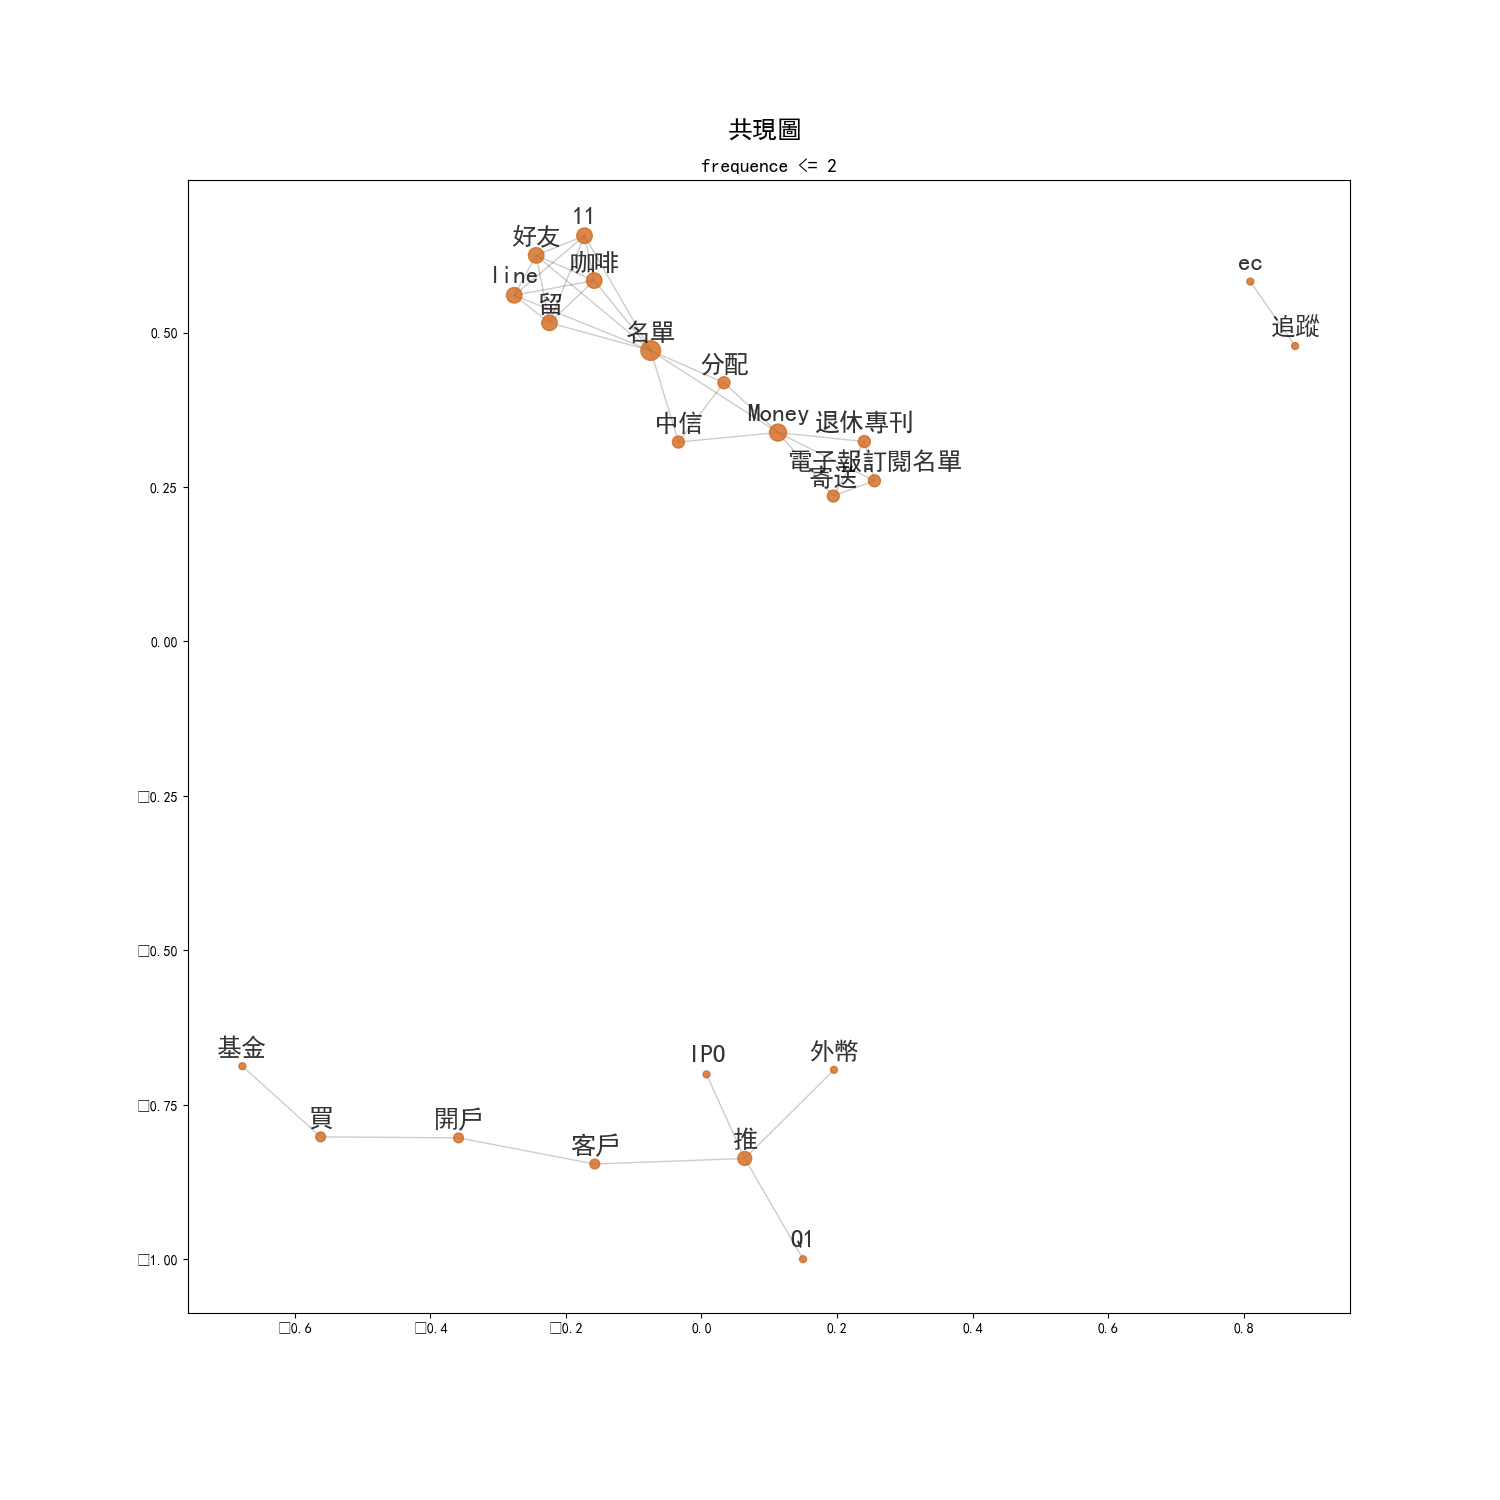 共現圖
frequence <= 2
11
好友
咖啡
line
留
名單
分配
Money
中信
退休專刊
電子報訂閱名單
寄送
ec
追蹤
基金
買
開戶
客戶
IPO
外幣
推
Q1
0.50
0.25
0.00
□0.25
□0.50
□0.75
□1.00
□0.6 □0.4 □0.2 0.0 0.2 0.4 0.6 0.8